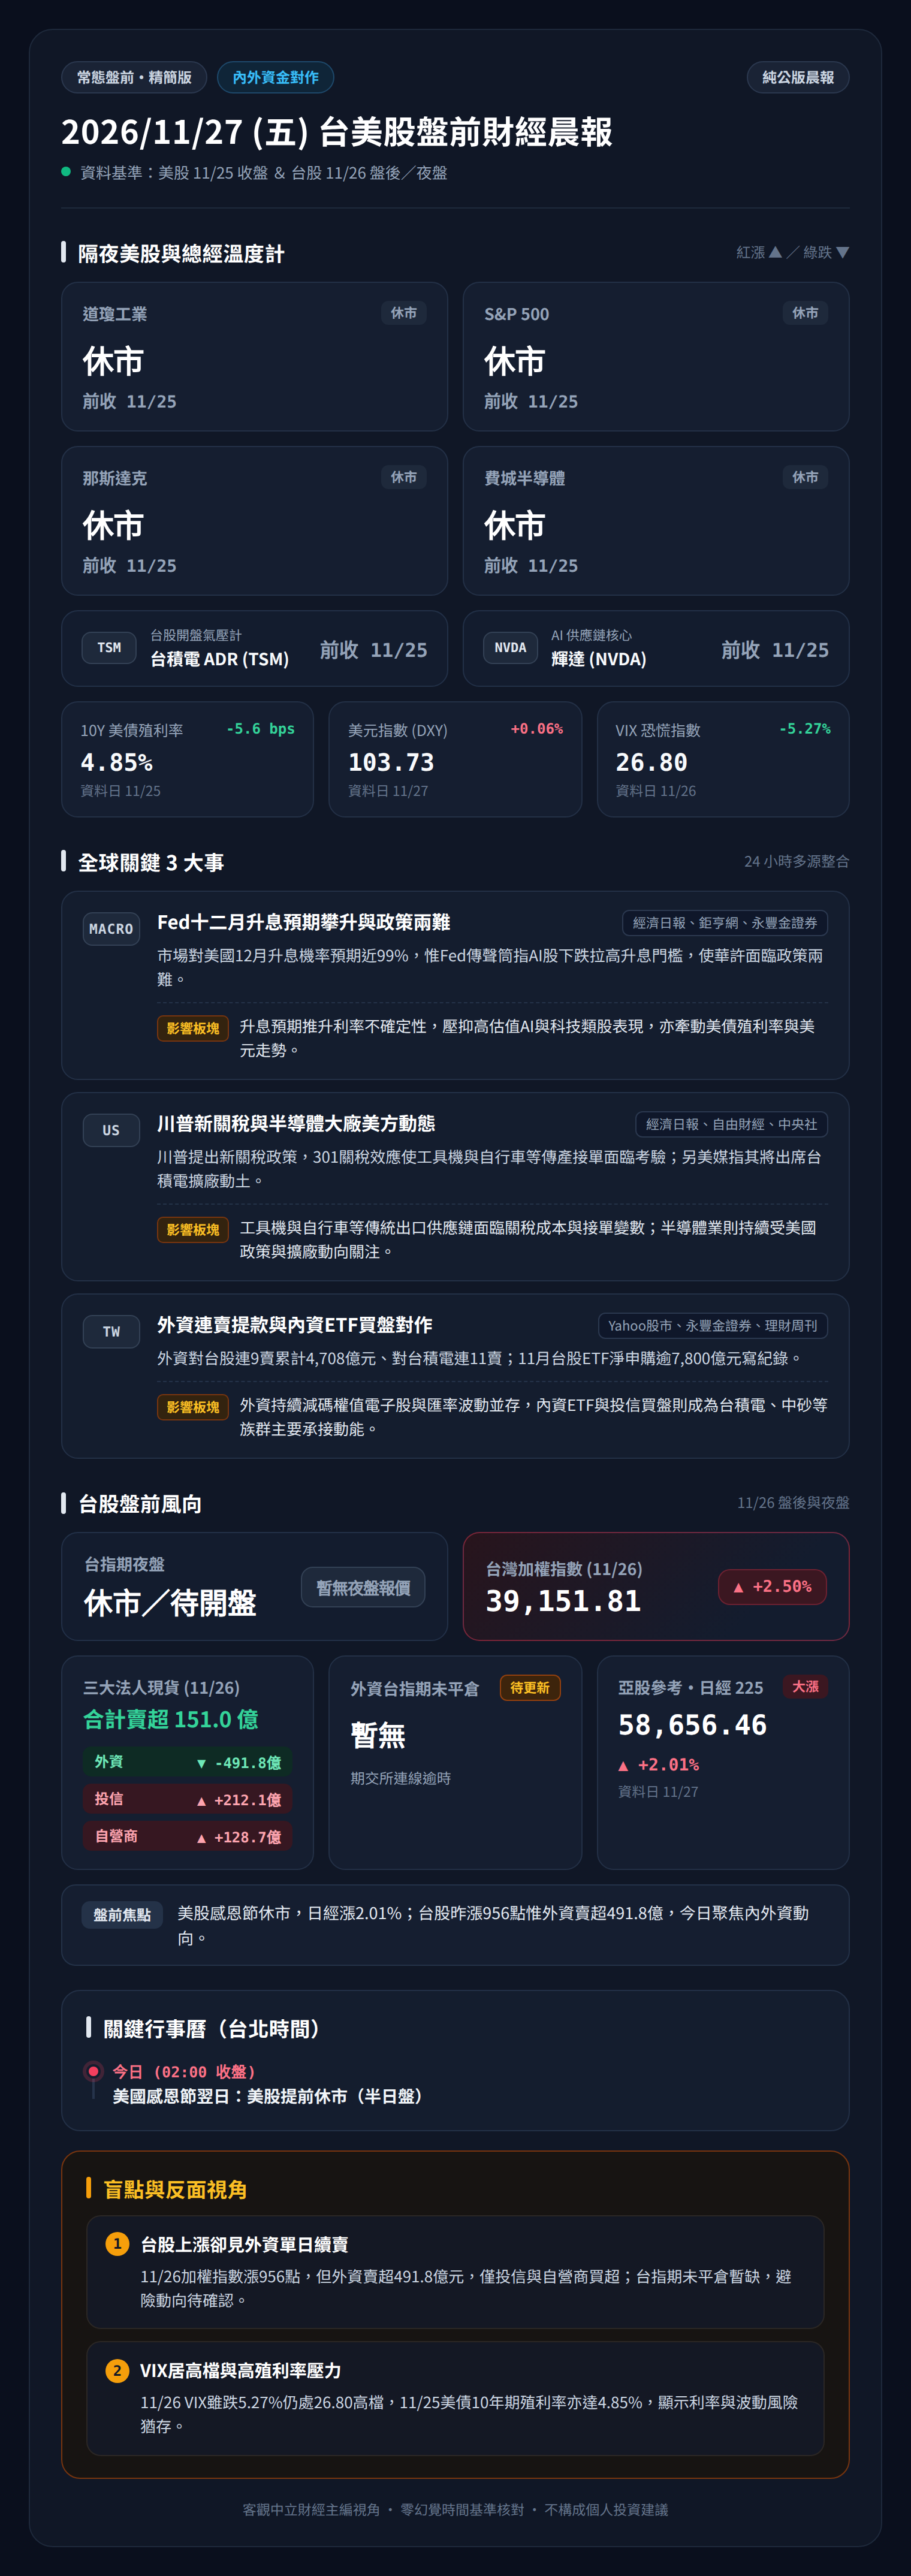 常態盤前・精簡版
內外資金對作
純公版晨報
2026/11/27 (五) 台美股盤前財經晨報
資料基準：美股 11/25 收盤 ＆ 台股 11/26 盤後／夜盤
隔夜美股與總經溫度計
紅漲 ▲ ／ 綠跌 ▼
道瓊工業
休市
休市
前收 11/25
S&P 500
休市
休市
前收 11/25
那斯達克
休市
休市
前收 11/25
費城半導體
休市
休市
前收 11/25
TSM
台股開盤氣壓計
台積電 ADR (TSM)
前收 11/25
NVDA
AI 供應鏈核心
輝達 (NVDA)
前收 11/25
10Y 美債殖利率
-5.6 bps
4.85%
資料日 11/25
美元指數 (DXY)
+0.06%
103.73
資料日 11/27
VIX 恐慌指數
-5.27%
26.80
資料日 11/26
全球關鍵 3 大事
24 小時多源整合
MACRO
Fed十二月升息預期攀升與政策兩難
經濟日報、鉅亨網、永豐金證券
市場對美國12月升息機率預期近99%，惟Fed傳聲筒指AI股下跌拉高升息門檻，使華許面臨政策兩
難。
影響板塊
升息預期推升利率不確定性，壓抑高估值AI與科技類股表現，亦牽動美債殖利率與美
元走勢。
US
川普新關稅與半導體大廠美方動態
經濟日報、自由財經、中央社
川普提出新關稅政策，301關稅效應使工具機與自行車等傳產接單面臨考驗；另美媒指其將出席台
積電擴廠動土。
影響板塊
工具機與自行車等傳統出口供應鏈面臨關稅成本與接單變數；半導體業則持續受美國
政策與擴廠動向關注。
TW
外資連賣提款與內資ETF買盤對作
Yahoo股市、永豐金證券、理財周刊
外資對台股連9賣累計4,708億元、對台積電連11賣；11月台股ETF淨申購逾7,800億元寫紀錄。
影響板塊
外資持續減碼權值電子股與匯率波動並存，內資ETF與投信買盤則成為台積電、中砂等
族群主要承接動能。
台股盤前風向
11/26 盤後與夜盤
台指期夜盤
休市／待開盤
暫無夜盤報價
台灣加權指數 (11/26)
39,151.81
▲ +2.50%
三大法人現貨 (11/26)
合計賣超 151.0 億
外資
▼ -491.8億
投信
▲ +212.1億
自營商
▲ +128.7億
外資台指期未平倉
待更新
暫無
期交所連線逾時
亞股參考・日經 225
大漲
58,656.46
▲ +2.01%
資料日 11/27
盤前焦點
美股感恩節休市，日經漲2.01%；台股昨漲956點惟外資賣超491.8億，今日聚焦內外資動
向。
關鍵行事曆（台北時間）
今日 (02:00 收盤)
美國感恩節翌日：美股提前休市（半日盤）
盲點與反面視角
1
台股上漲卻見外資單日續賣
11/26加權指數漲956點，但外資賣超491.8億元，僅投信與自營商買超；台指期未平倉暫缺，避
險動向待確認。
2
VIX居高檔與高殖利率壓力
11/26 VIX雖跌5.27%仍處26.80高檔，11/25美債10年期殖利率亦達4.85%，顯示利率與波動風險
猶存。
客觀中立財經主編視角 ・ 零幻覺時間基準核對 ・ 不構成個人投資建議